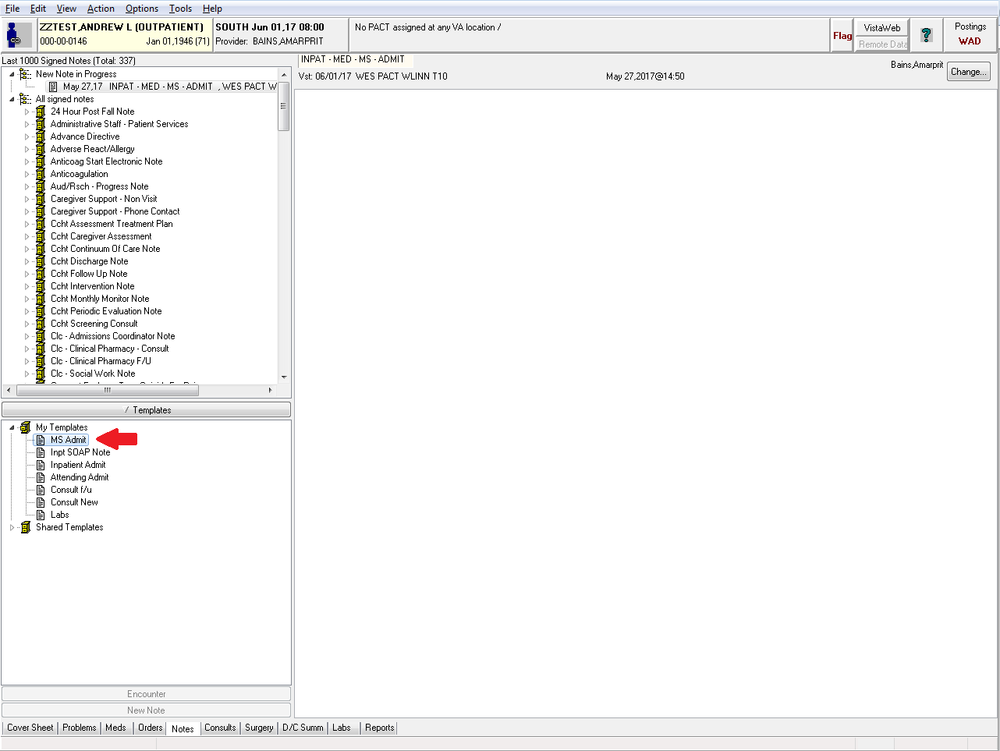 File Edit View Action Options Tools Help
ZZTEST,ANDREW L (OUTPATIENT)
000-00-0146 Jan 01,1946 (71)
SOUTH Jun 01,17 08:00
Provider: BAINS,AMARPRIT
No PACT assigned at any VA location /
Flag
VistaWeb
Remote Data
?
Postings
WAD
Last 1000 Signed Notes (Total: 337)
New Note in Progress
May 27,17 INPAT - MED - MS - ADMIT , WES PACT W
All signed notes
24 Hour Post Fall Note
Administrative Staff - Patient Services
Advance Directive
Adverse React/Allergy
Anticoag Start Electronic Note
Anticoagulation
Aud/Rsch - Progress Note
Caregiver Support - Non Visit
Caregiver Support - Phone Contact
Ccht Assessment Treatment Plan
Ccht Caregiver Assessment
Ccht Continuum Of Care Note
Ccht Discharge Note
Ccht Follow Up Note
Ccht Intervention Note
Ccht Monthly Monitor Note
Ccht Periodic Evaluation Note
Ccht Screening Consult
Clc - Admissions Coordinator Note
Clc - Clinical Pharmacy - Consult
Clc - Clinical Pharmacy F/U
Clc - Social Work Note
Templates
My Templates
MS Admit
Inpt SOAP Note
Inpatient Admit
Attending Admit
Consult f/u
Consult New
Labs
Shared Templates
Encounter
New Note
INPAT - MED - MS - ADMIT
Vst: 06/01/17 WES PACT WLINN T10
May 27,2017@14:50
Bains,Amarprit
Change...
Cover Sheet Problems Meds Orders Notes Consults Surgery D/C Summ Labs Reports